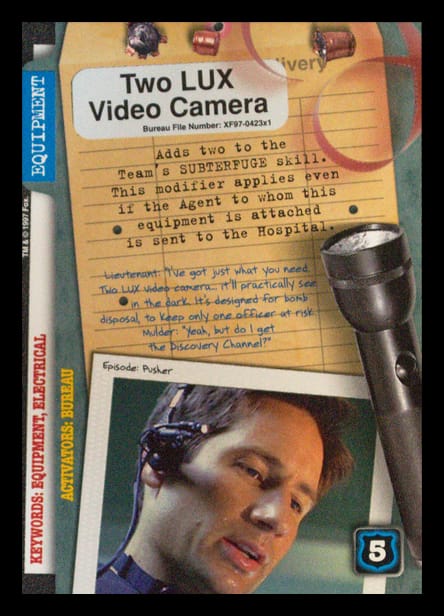 livery
Two LUX
Video Camera
Bureau File Number: XF97-0423x1
EQUIPMENT
Adds two to the
Team's SUBTERFUGE skill.
This modifier applies even
if the Agent to whom this
equipment is attached
is sent to the Hospital.
TM & © 1997 Fox.
Lieutenant: "I've got just what you need.
Two LUX video camera... it'll practically see
in the dark. It's designed for bomb
disposal, to keep only one officer at risk.
Mulder: "Yeah, but do I get
the Discovery Channel?"
Episode: Pusher
KEYWORDS: EQUIPMENT, ELECTRICAL
ACTIVATORS: BUREAU
5